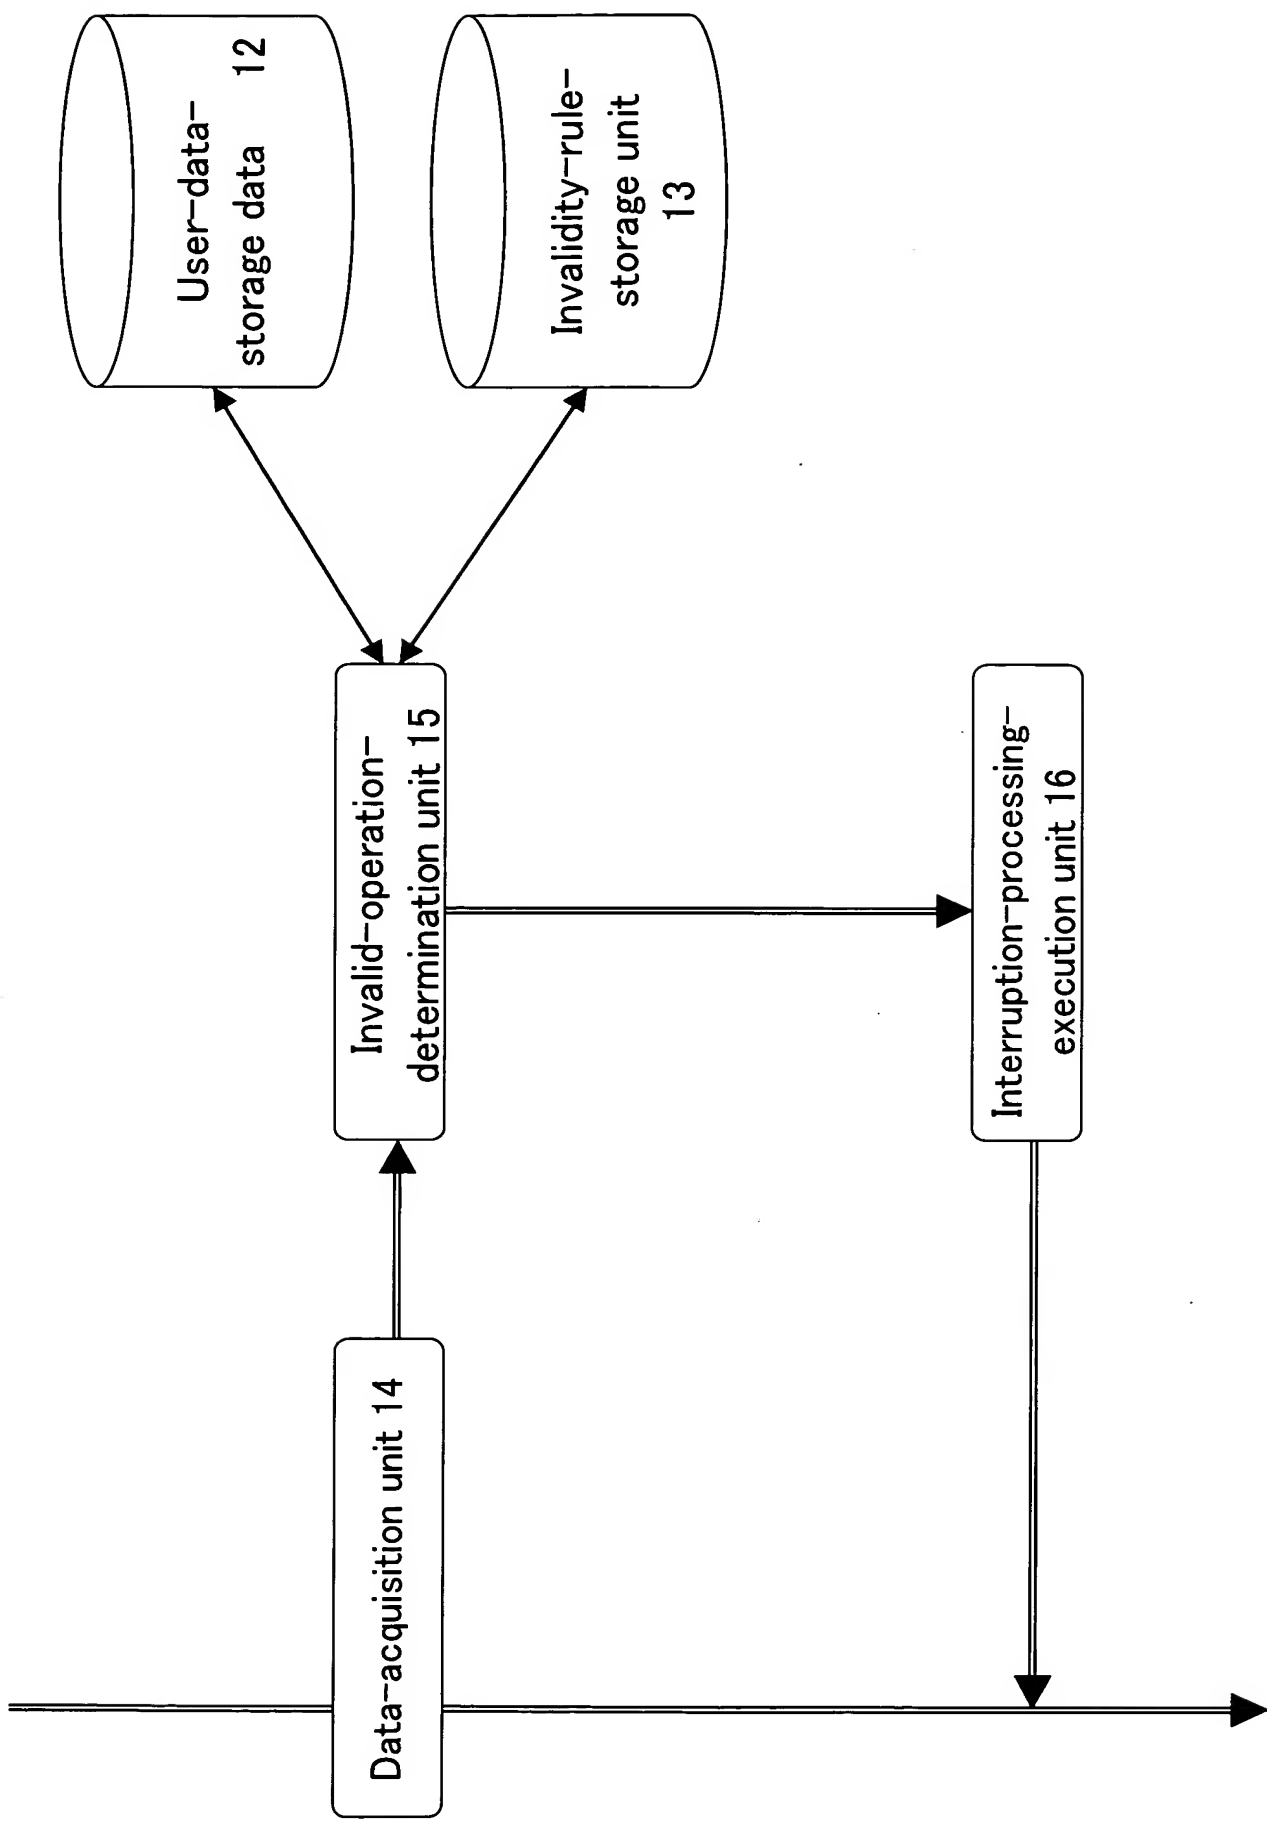 User-data-
storage data 12
Invalidity-rule-
storage unit
13
Invalid-operation-
determination unit 15
Interruption-processing-
execution unit 16
Data-acquisition unit 14